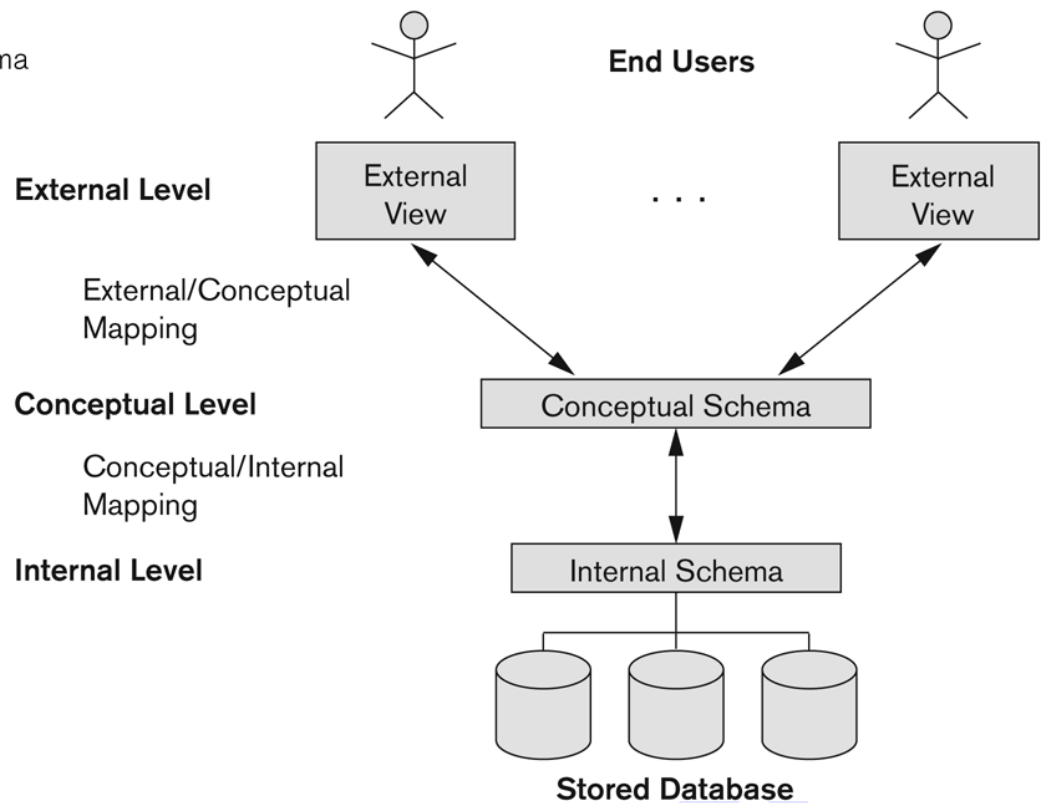 ma
End Users
External Level
External
View
. . .
External
View
External/Conceptual
Mapping
Conceptual Level
Conceptual Schema
Conceptual/Internal
Mapping
Internal Level
Internal Schema
Stored Database